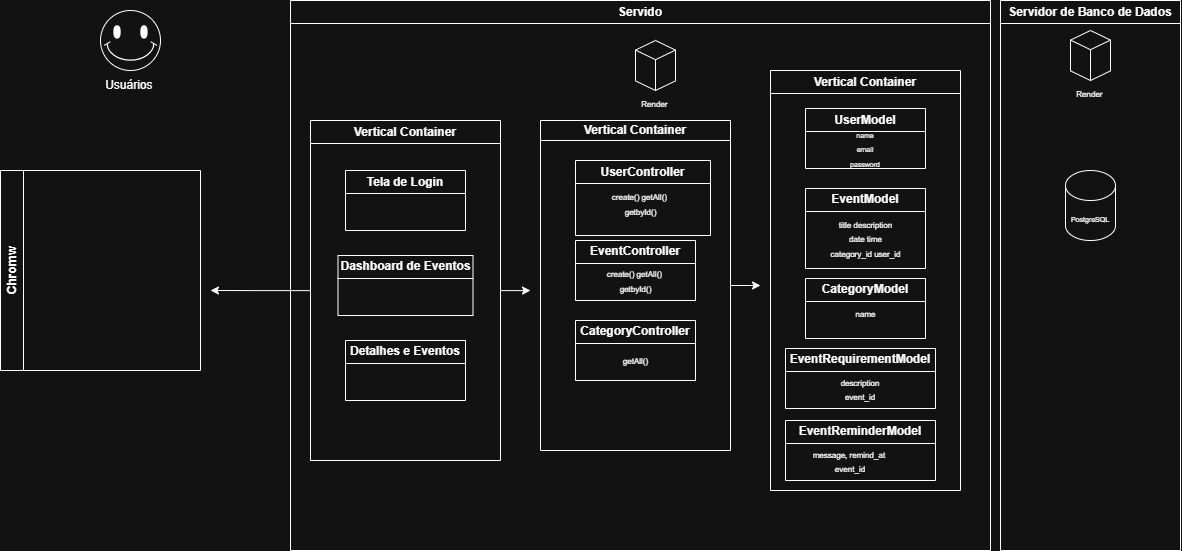 Usuários
Chromw
Servido
Render
Vertical Container
Tela de Login
Dashboard de Eventos
Detalhes e Eventos
Vertical Container
UserController
create() getAll()
getbyId()
EventController
create() getAll()
getbyId()
CategoryController
getAll()
Vertical Container
UserModel
name
email
password
EventModel
title description
date time
category_id user_id
CategoryModel
name
EventRequirementModel
description
event_id
EventReminderModel
message, remind_at
event_id
Servidor de Banco de Dados
Render
PostgreSQL